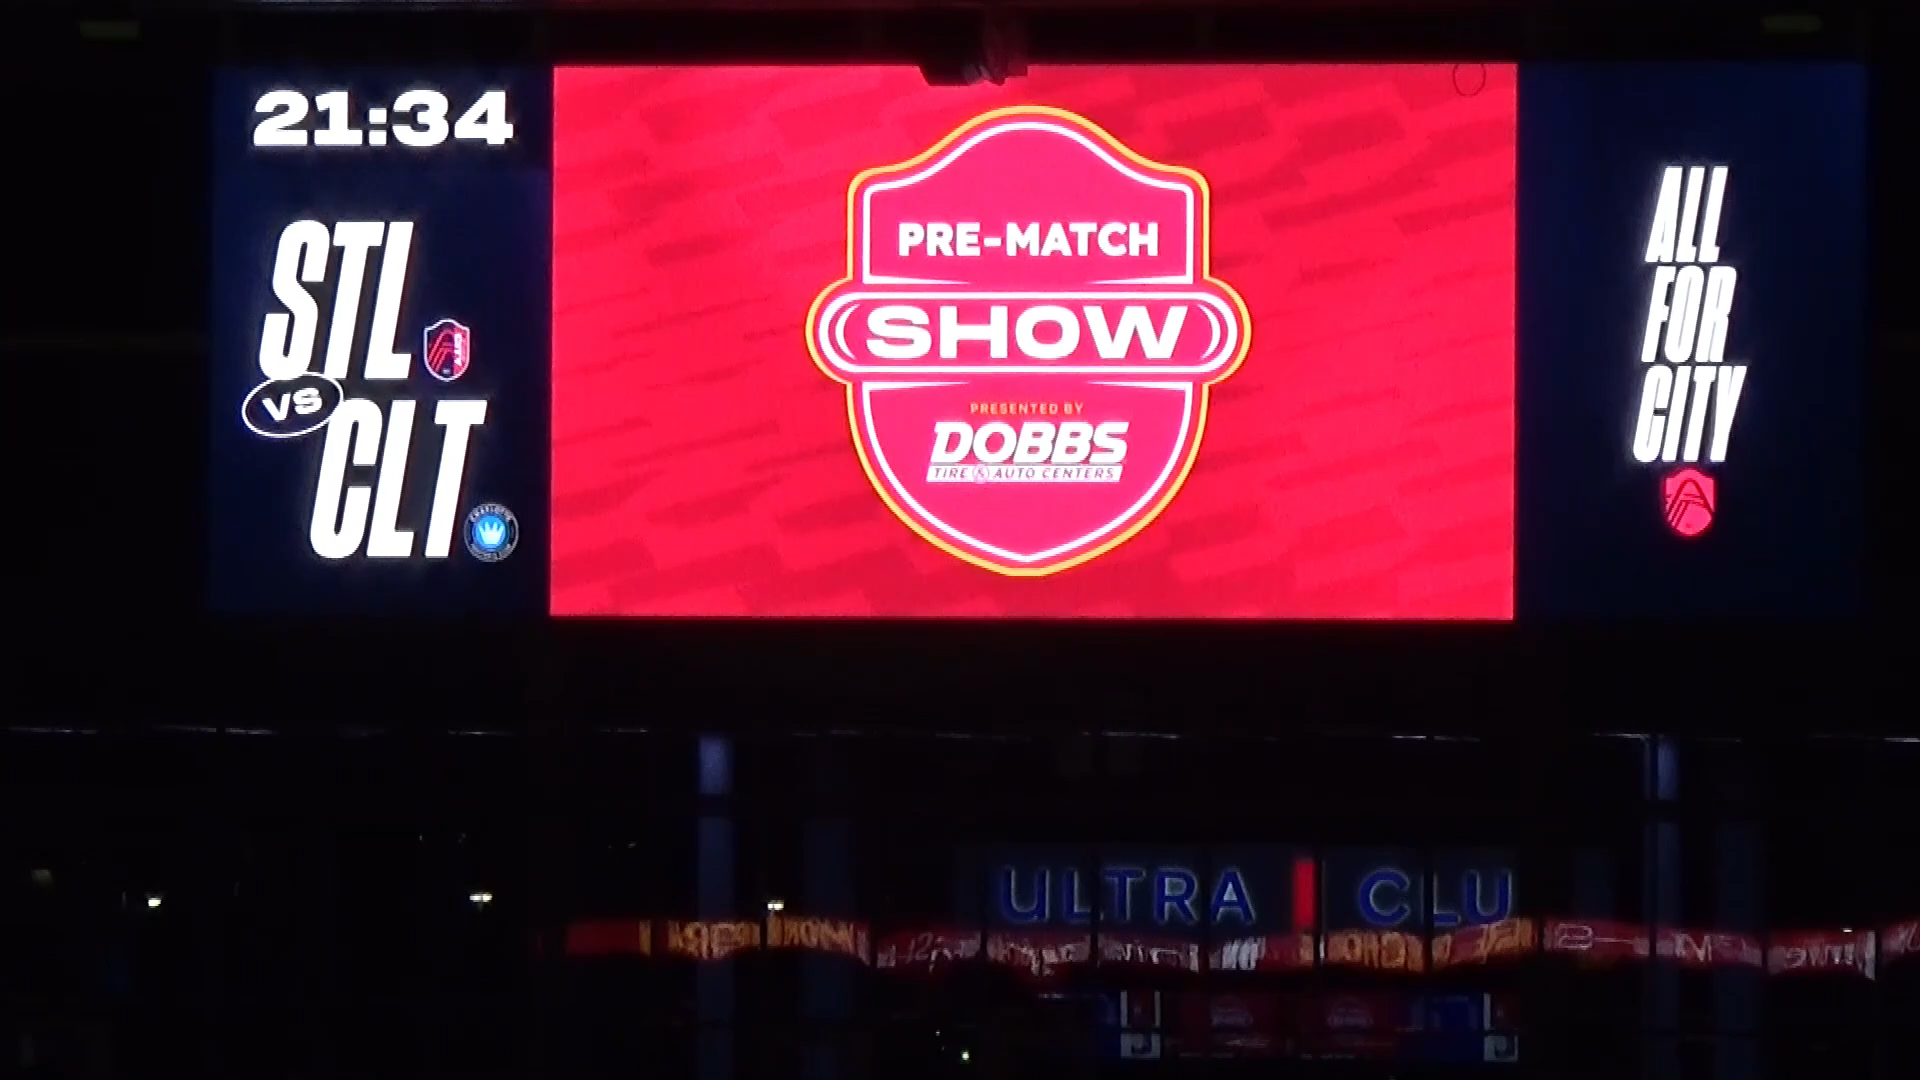 21:34
STL
VS
CLT
PRE-MATCH
SHOW
PRESENTED BY
DOBBS
TIRE & AUTO CENTERS
ALL
FOR
CITY
ULTRA CLU